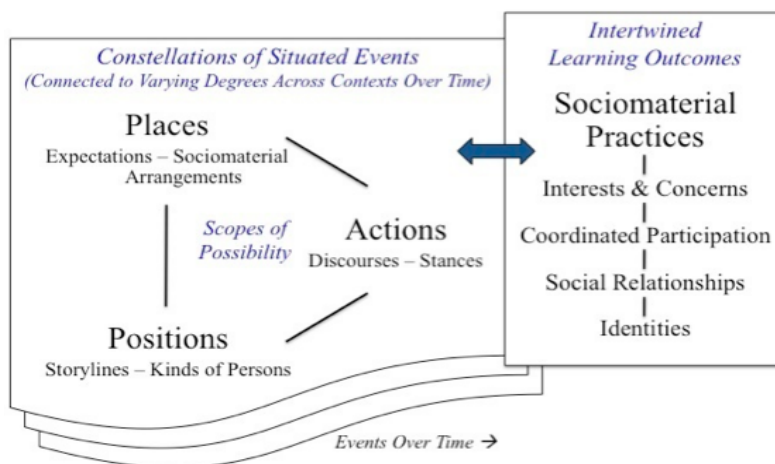 Constellations of Situated Events
(Connected to Varying Degrees Across Contexts Over Time)
Places
Expectations – Sociomaterial
Arrangements
Scopes of
Possibility
Actions
Discourses – Stances
Positions
Storylines – Kinds of Persons
Events Over Time →
Intertwined
Learning Outcomes
Sociomaterial
Practices
Interests & Concerns
Coordinated Participation
Social Relationships
Identities